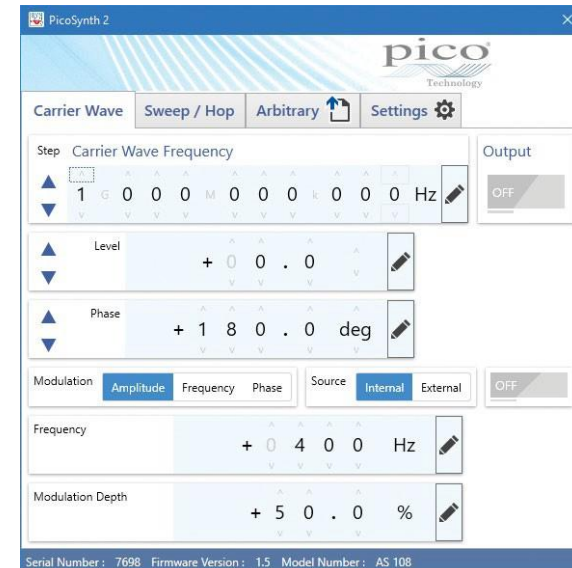 PicoSynth 2
pico
Technology
Carrier Wave Sweep / Hop Arbitrary Settings
Step Carrier Wave Frequency Output
1 G 0 0 0 M 0 0 0 k 0 0 0 Hz OFF
Level
+ 0 0 . 0
Phase
+ 1 8 0 . 0 deg
Modulation Amplitude Frequency Phase Source Internal External OFF
Frequency
+ 0 4 0 0 Hz
Modulation Depth
+ 5 0 . 0 %
Serial Number : 7698 Firmware Version : 1.5 Model Number : AS 108